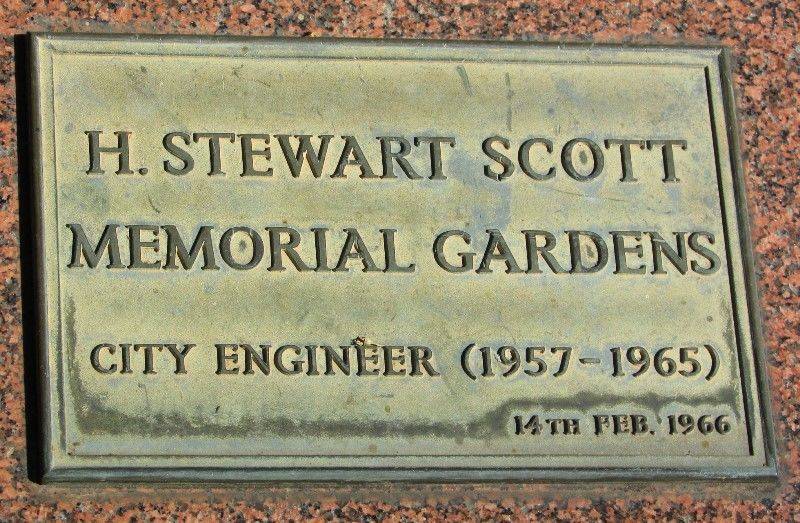 H. STEWART SCOTT
MEMORIAL GARDENS
CITY ENGINEER (1957-1965)
14TH FEB. 1966